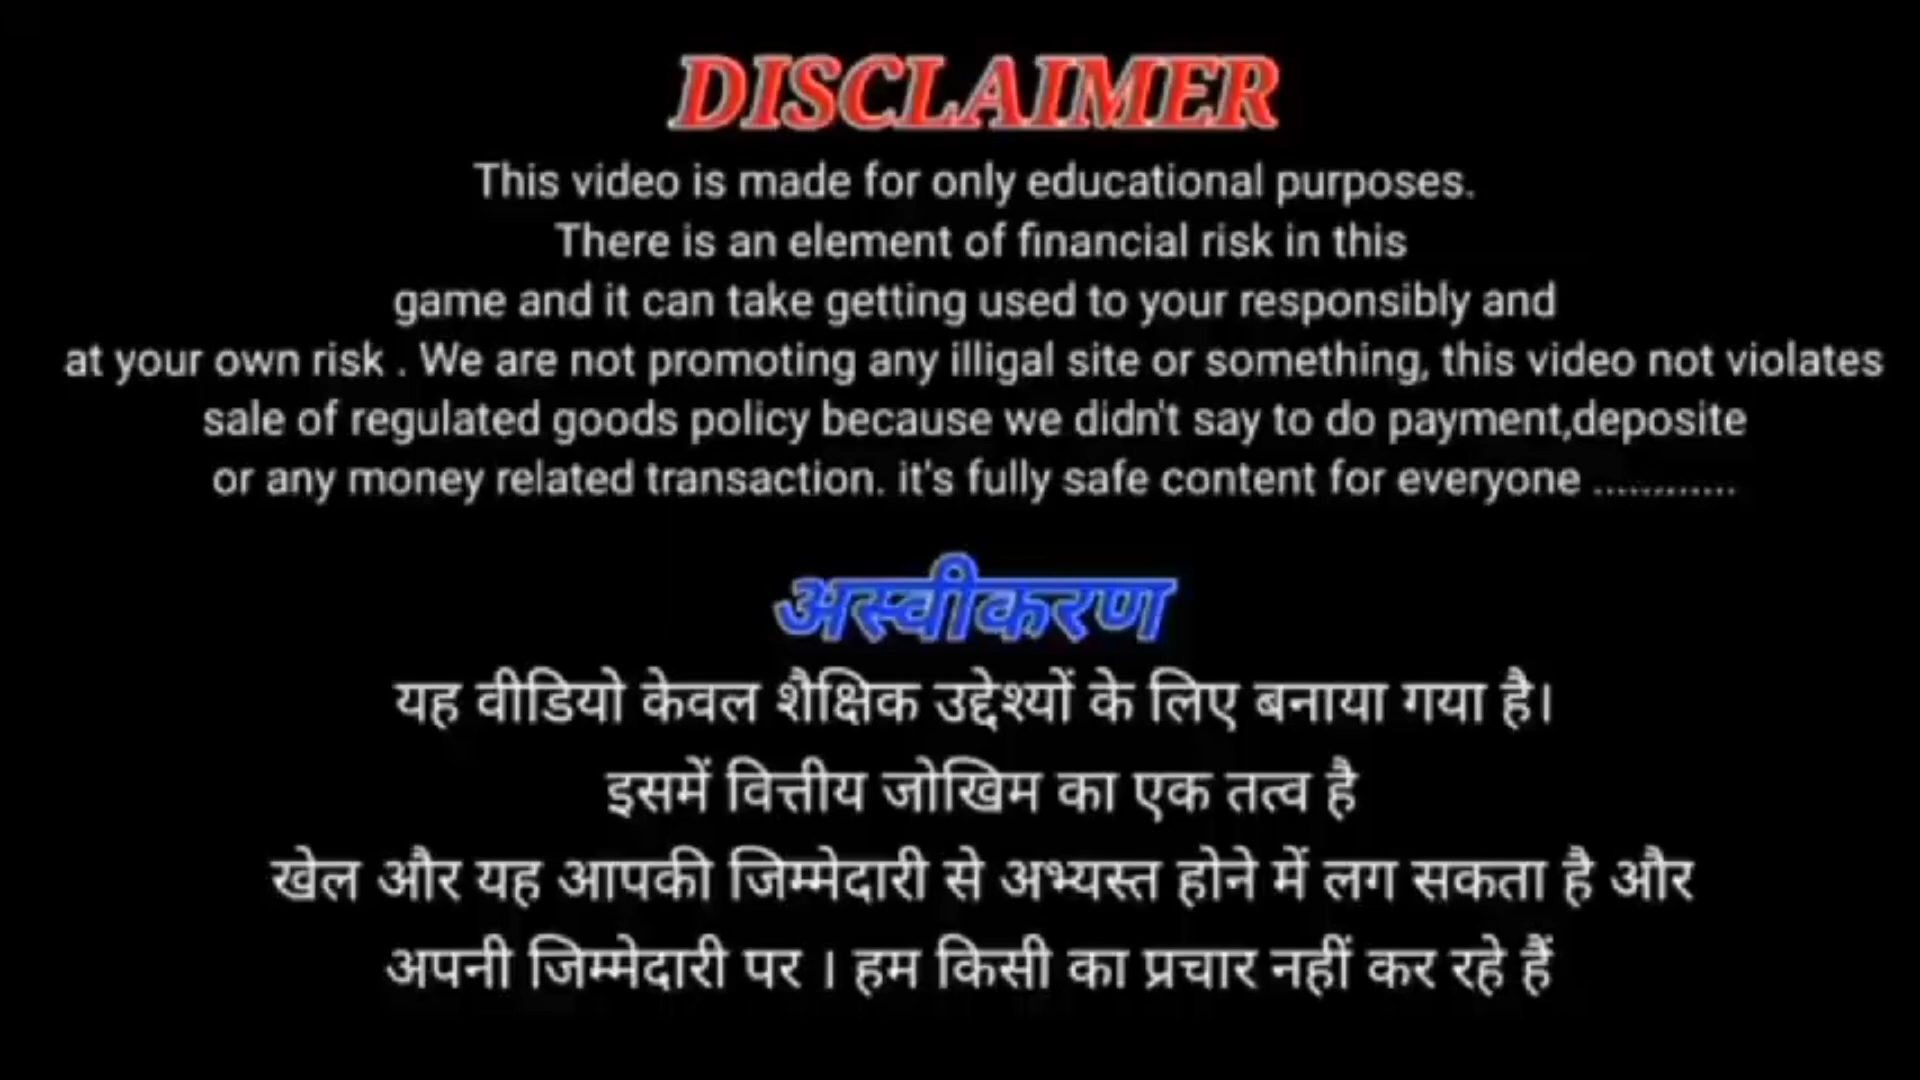 DISCLAIMER
This video is made for only educational purposes.
There is an element of financial risk in this
game and it can take getting used to your responsibly and
at your own risk . We are not promoting any illigal site or something, this video not violates
sale of regulated goods policy because we didn't say to do payment,deposite
or any money related transaction. it's fully safe content for everyone ............
अस्वीकरण
यह वीडियो केवल शैक्षिक उद्देश्यों के लिए बनाया गया है।
इसमें वित्तीय जोखिम का एक तत्व है
खेल और यह आपकी जिम्मेदारी से अभ्यस्त होने में लग सकता है और
अपनी जिम्मेदारी पर । हम किसी का प्रचार नहीं कर रहे हैं